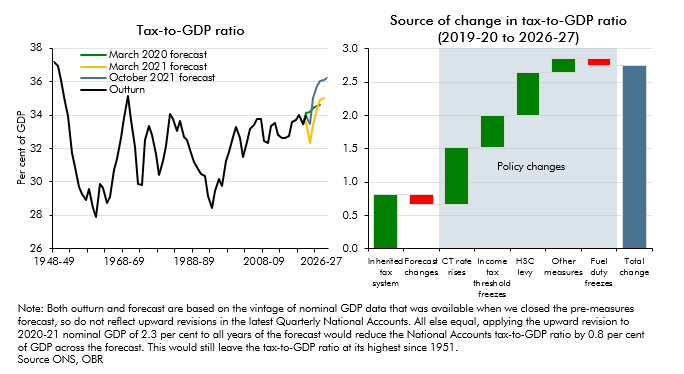 Tax-to-GDP ratio
38
36
34
32
30
28
26
Per cent of GDP
March 2020 forecast
March 2021 forecast
October 2021 forecast
Outturn
1948-49
1968-69
1988-89
2008-09
2026-27
Source of change in tax-to-GDP ratio
(2019-20 to 2026-27)
3.0
2.5
2.0
1.5
1.0
0.5
0.0
Policy changes
Inherited
tax
system
Forecast
changes
CT rate
rises
Income
tax
threshold
freezes
HSC
levy
Other
measures
Fuel
duty
freezes
Total
change
Note: Both outturn and forecast are based on the vintage of nominal GDP data that was available when we closed the pre-measures
forecast, so do not reflect upward revisions in the latest Quarterly National Accounts. All else equal, applying the upward revision to
2020-21 nominal GDP of 2.3 per cent to all years of the forecast would reduce the National Accounts tax-to-GDP ratio by 0.8 per cent
of GDP across the forecast. This would still leave the tax-to-GDP ratio at its highest since 1951.
Source ONS, OBR